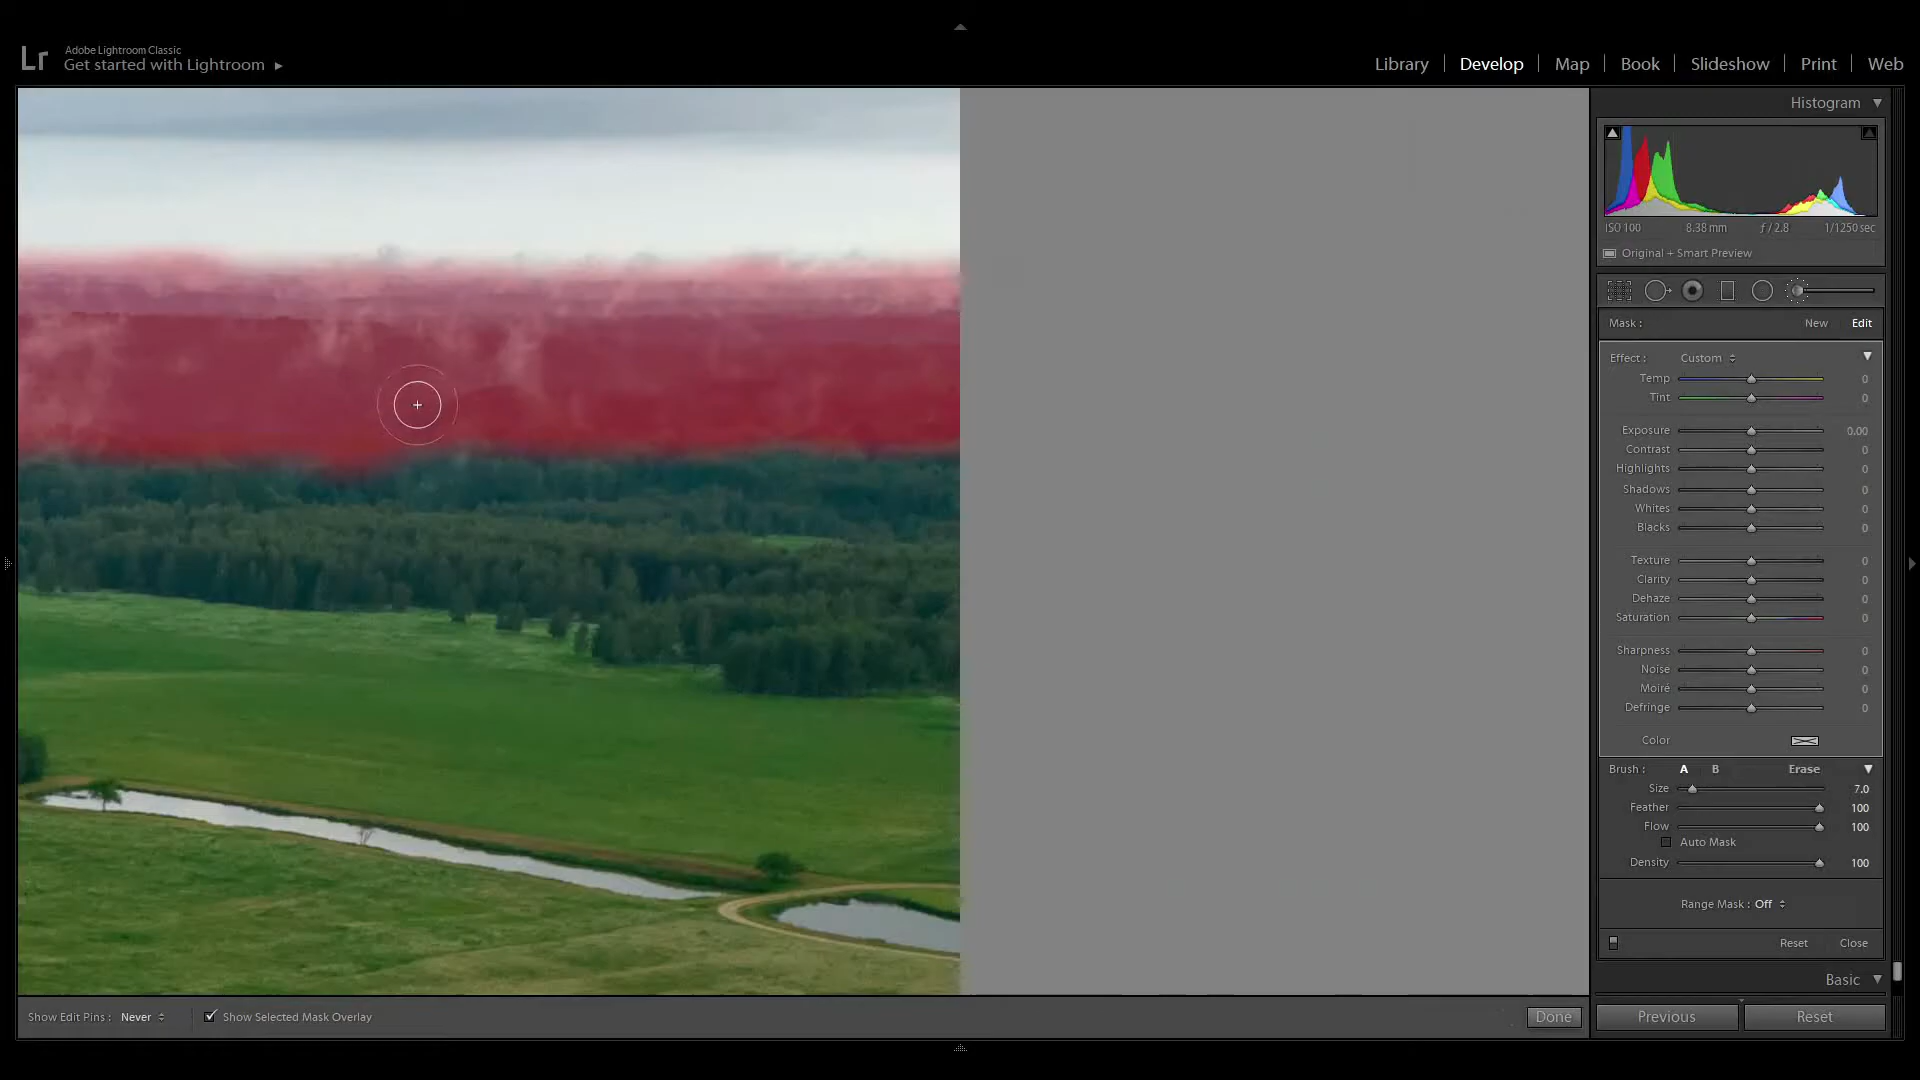 Lr
Adobe Lightroom Classic
Get started with Lightroom
Library
Develop
Map
Book
Slideshow
Print
Web
Histogram
ISO 100 8.38 mm ƒ / 2.8 1/1250 sec
Original + Smart Preview
Mask : New Edit
Effect : Custom
Temp 0
Tint 0
Exposure 0.00
Contrast 0
Highlights 0
Shadows 0
Whites 0
Blacks 0
Texture 0
Clarity 0
Dehaze 0
Saturation 0
Sharpness 0
Noise 0
Moiré 0
Defringe 0
Color
Brush : A B Erase
Size 7.0
Feather 100
Flow 100
Auto Mask
Density 100
Range Mask : Off
Reset Close
Basic
Show Edit Pins : Never Show Selected Mask Overlay Done
Previous Reset